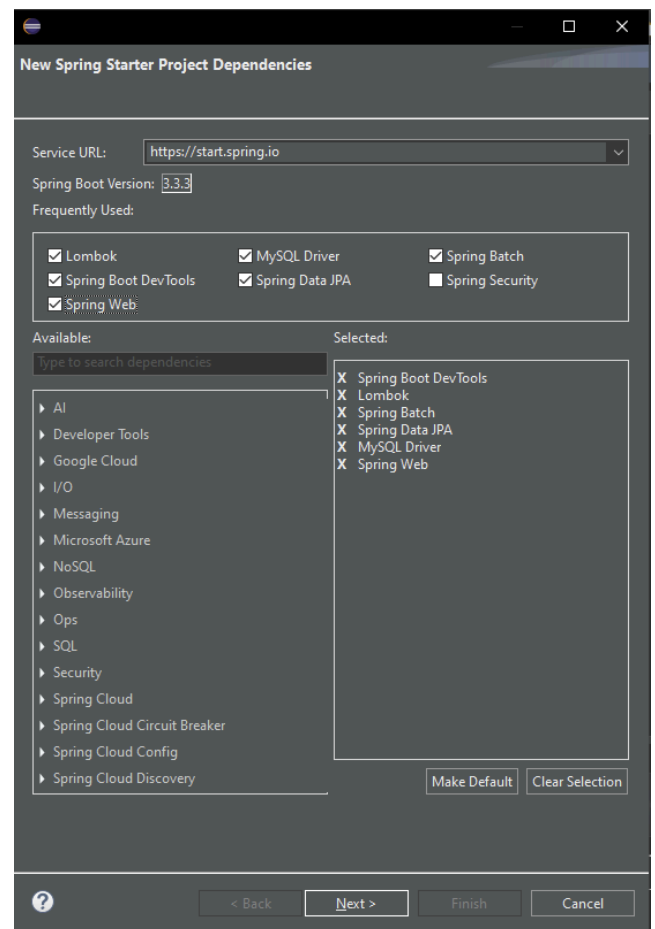 New Spring Starter Project Dependencies
Service URL: https://start.spring.io
Spring Boot Version: 3.3.3
Frequently Used:
Lombok MySQL Driver Spring Batch
Spring Boot DevTools Spring Data JPA Spring Security
Spring Web
Available:
Type to search dependencies
AI
Developer Tools
Google Cloud
I/O
Messaging
Microsoft Azure
NoSQL
Observability
Ops
SQL
Security
Spring Cloud
Spring Cloud Circuit Breaker
Spring Cloud Config
Spring Cloud Discovery
Selected:
X Spring Boot DevTools
X Lombok
X Spring Batch
X Spring Data JPA
X MySQL Driver
X Spring Web
Make Default Clear Selection
? < Back Next > Finish Cancel